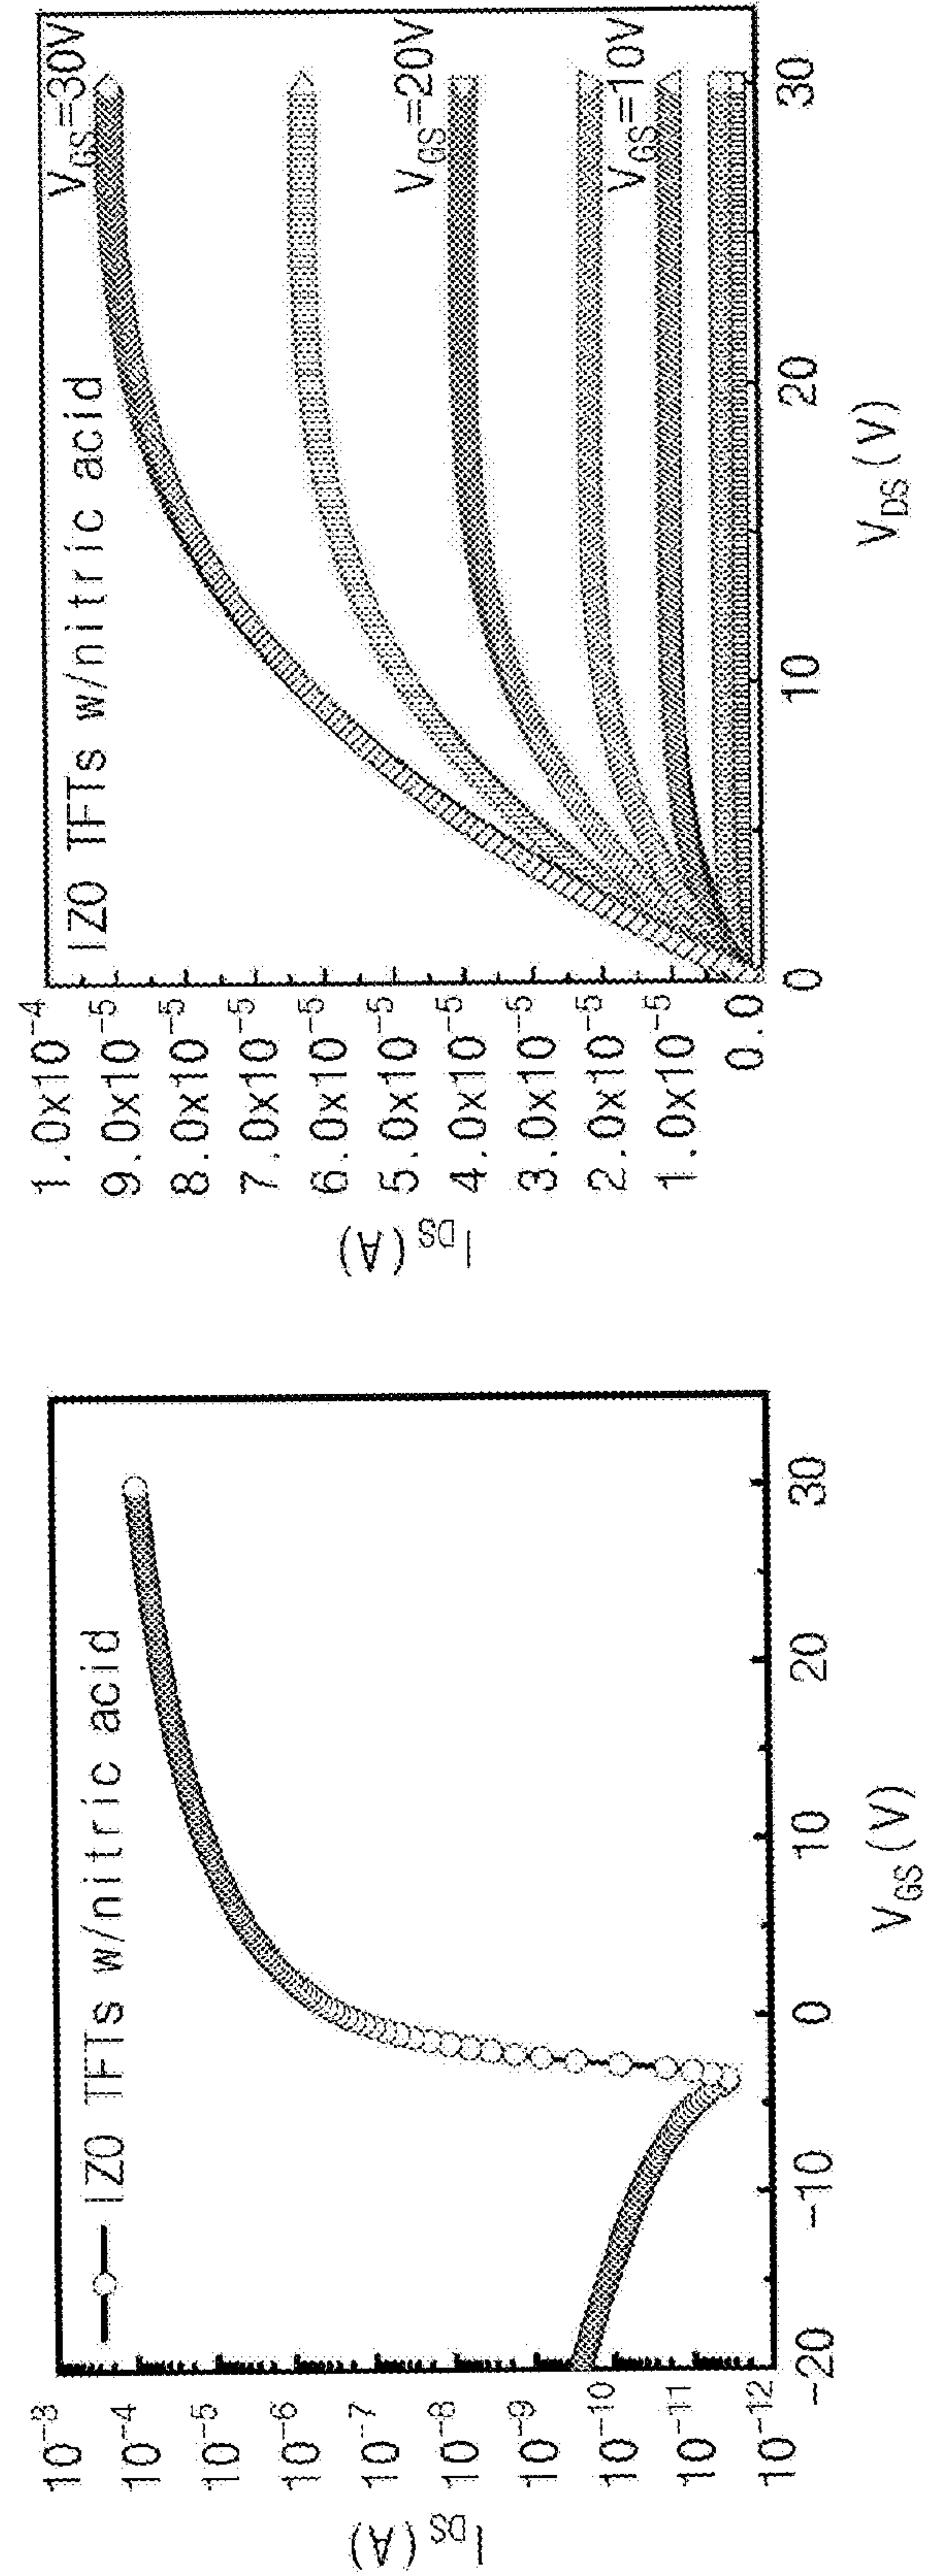 IZO TFTs w/nitric acid
10⁻³
10⁻⁴
10⁻⁵
10⁻⁶
10⁻⁷
10⁻⁸
10⁻⁹
10⁻¹⁰
10⁻¹¹
10⁻¹²
I_DS (A)
-20
-10
0
10
20
30
V_GS (V)
IZO TFTs w/nitric acid
V_GS=30V
V_GS=20V
V_GS=10V
1.0x10⁻⁴
9.0x10⁻⁵
8.0x10⁻⁵
7.0x10⁻⁵
6.0x10⁻⁵
5.0x10⁻⁵
4.0x10⁻⁵
3.0x10⁻⁵
2.0x10⁻⁵
1.0x10⁻⁵
0.0
I_DS (A)
0
10
20
30
V_DS (V)